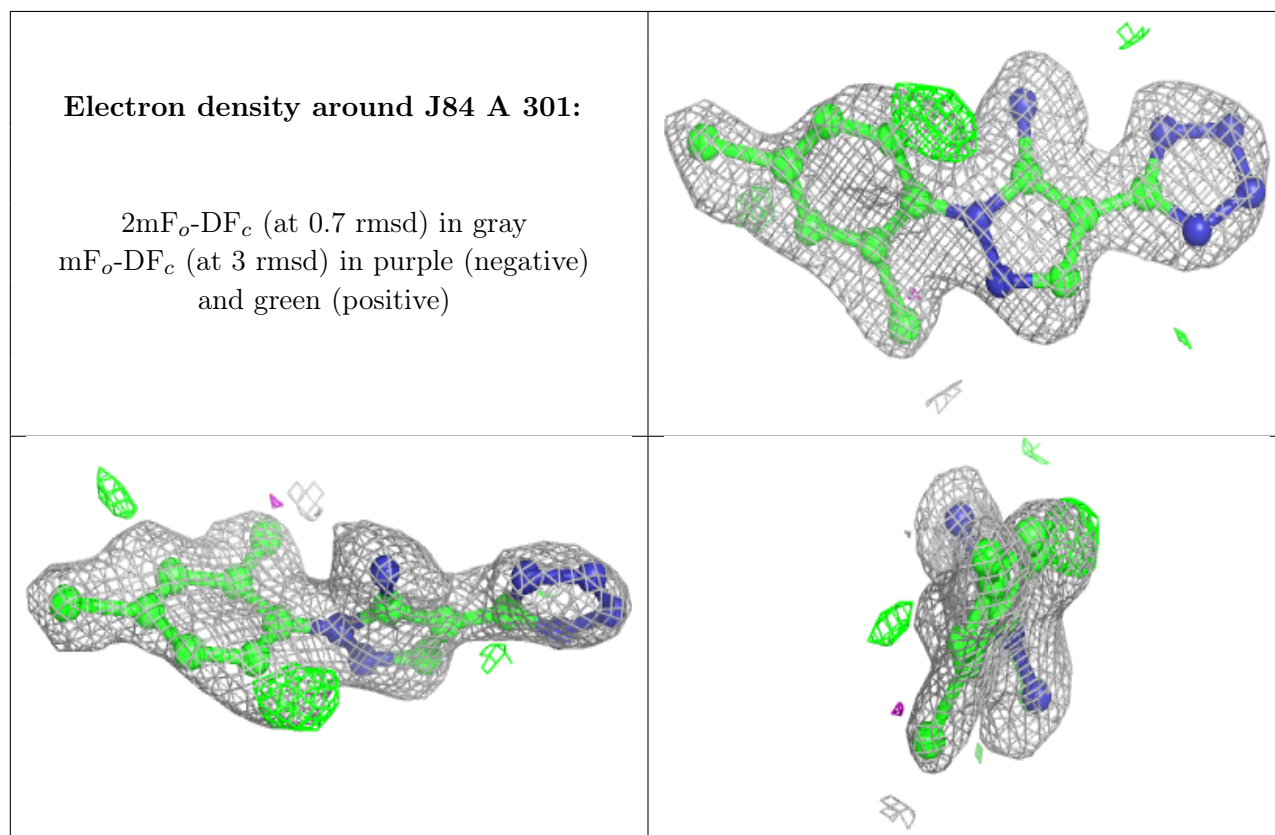 Electron density around J84 A 301:
2mFo-DFc (at 0.7 rmsd) in gray
mFo-DFc (at 3 rmsd) in purple (negative)
and green (positive)